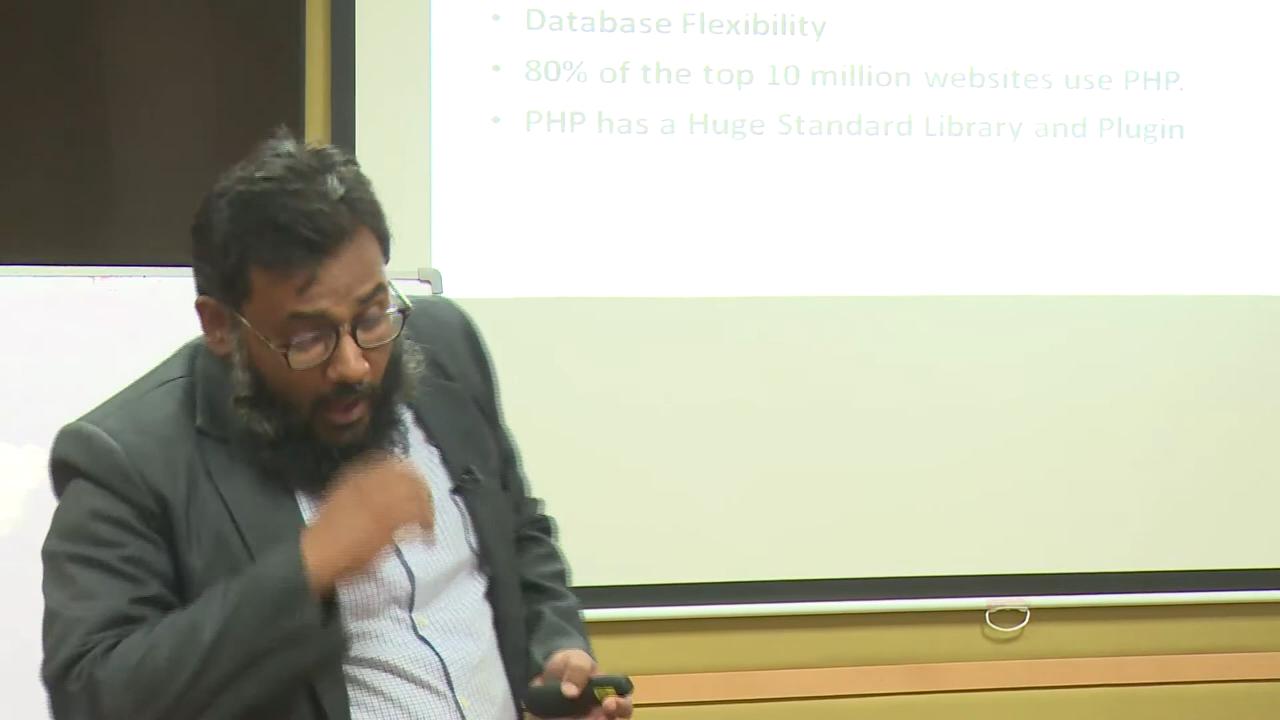 • Database Flexibility
• 80% of the top 10 million websites use PHP.
• PHP has a Huge Standard Library and Plugin